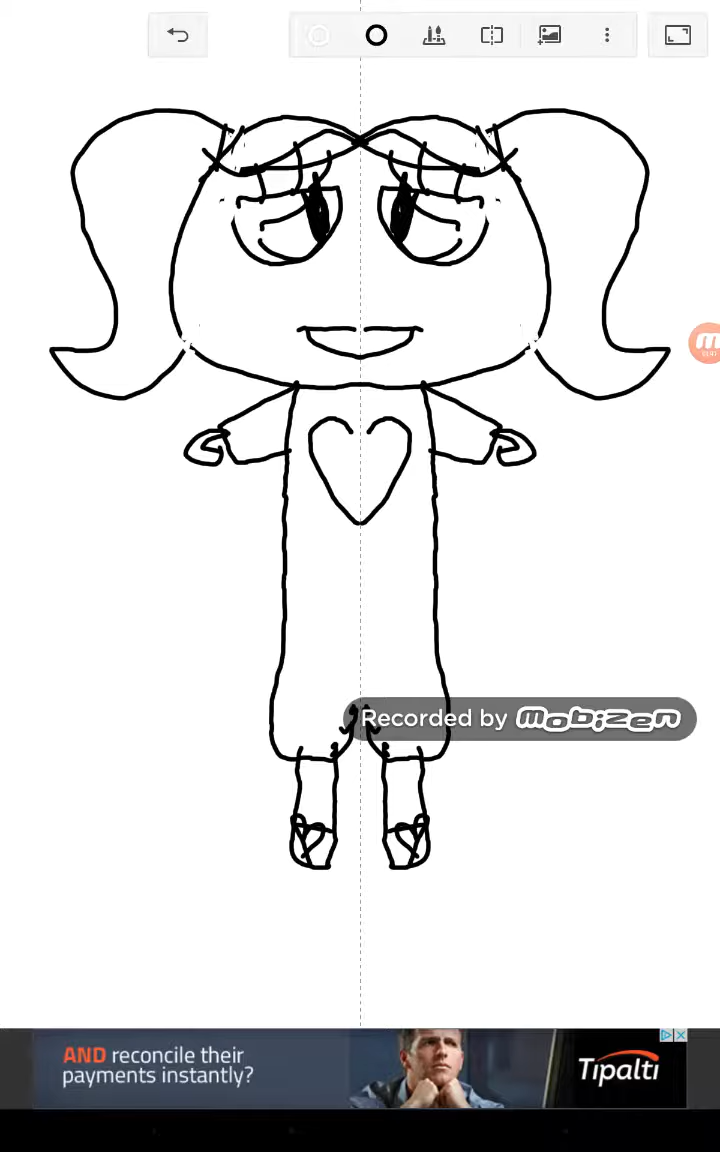 Recorded by mobizen
AND reconcile their
payments instantly?
Tipalti